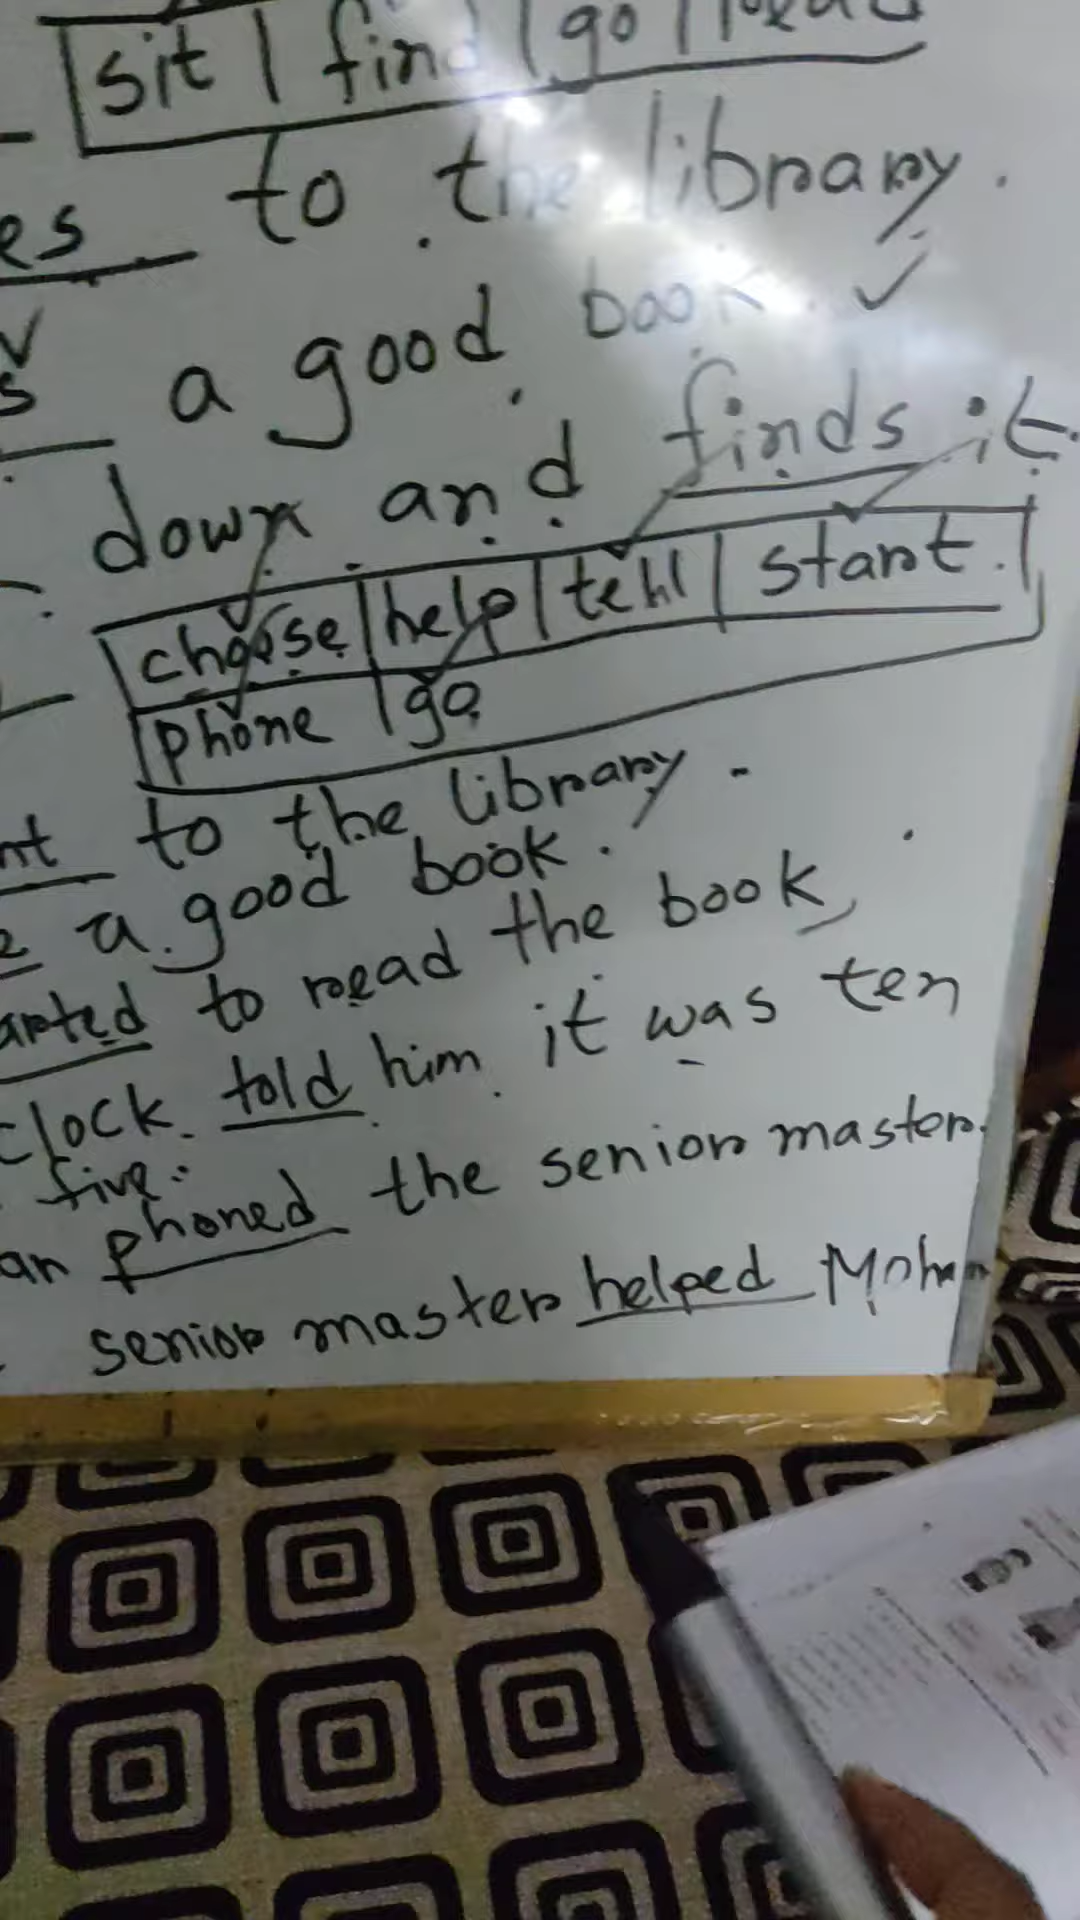 sit | find | go | read
es to the library.
s a good book.
down and finds it.
choose | help | tell | start.
phone | go
nt to the library.
e a good book.
arted to read the book,
clock told him it was ten
five.
an phoned the senior master.
senior master helped Mohan